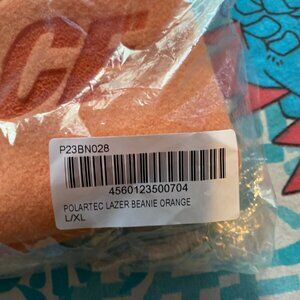 P23BN028
4560123500704
POLARTEC LAZER BEANIE ORANGE
L/XL